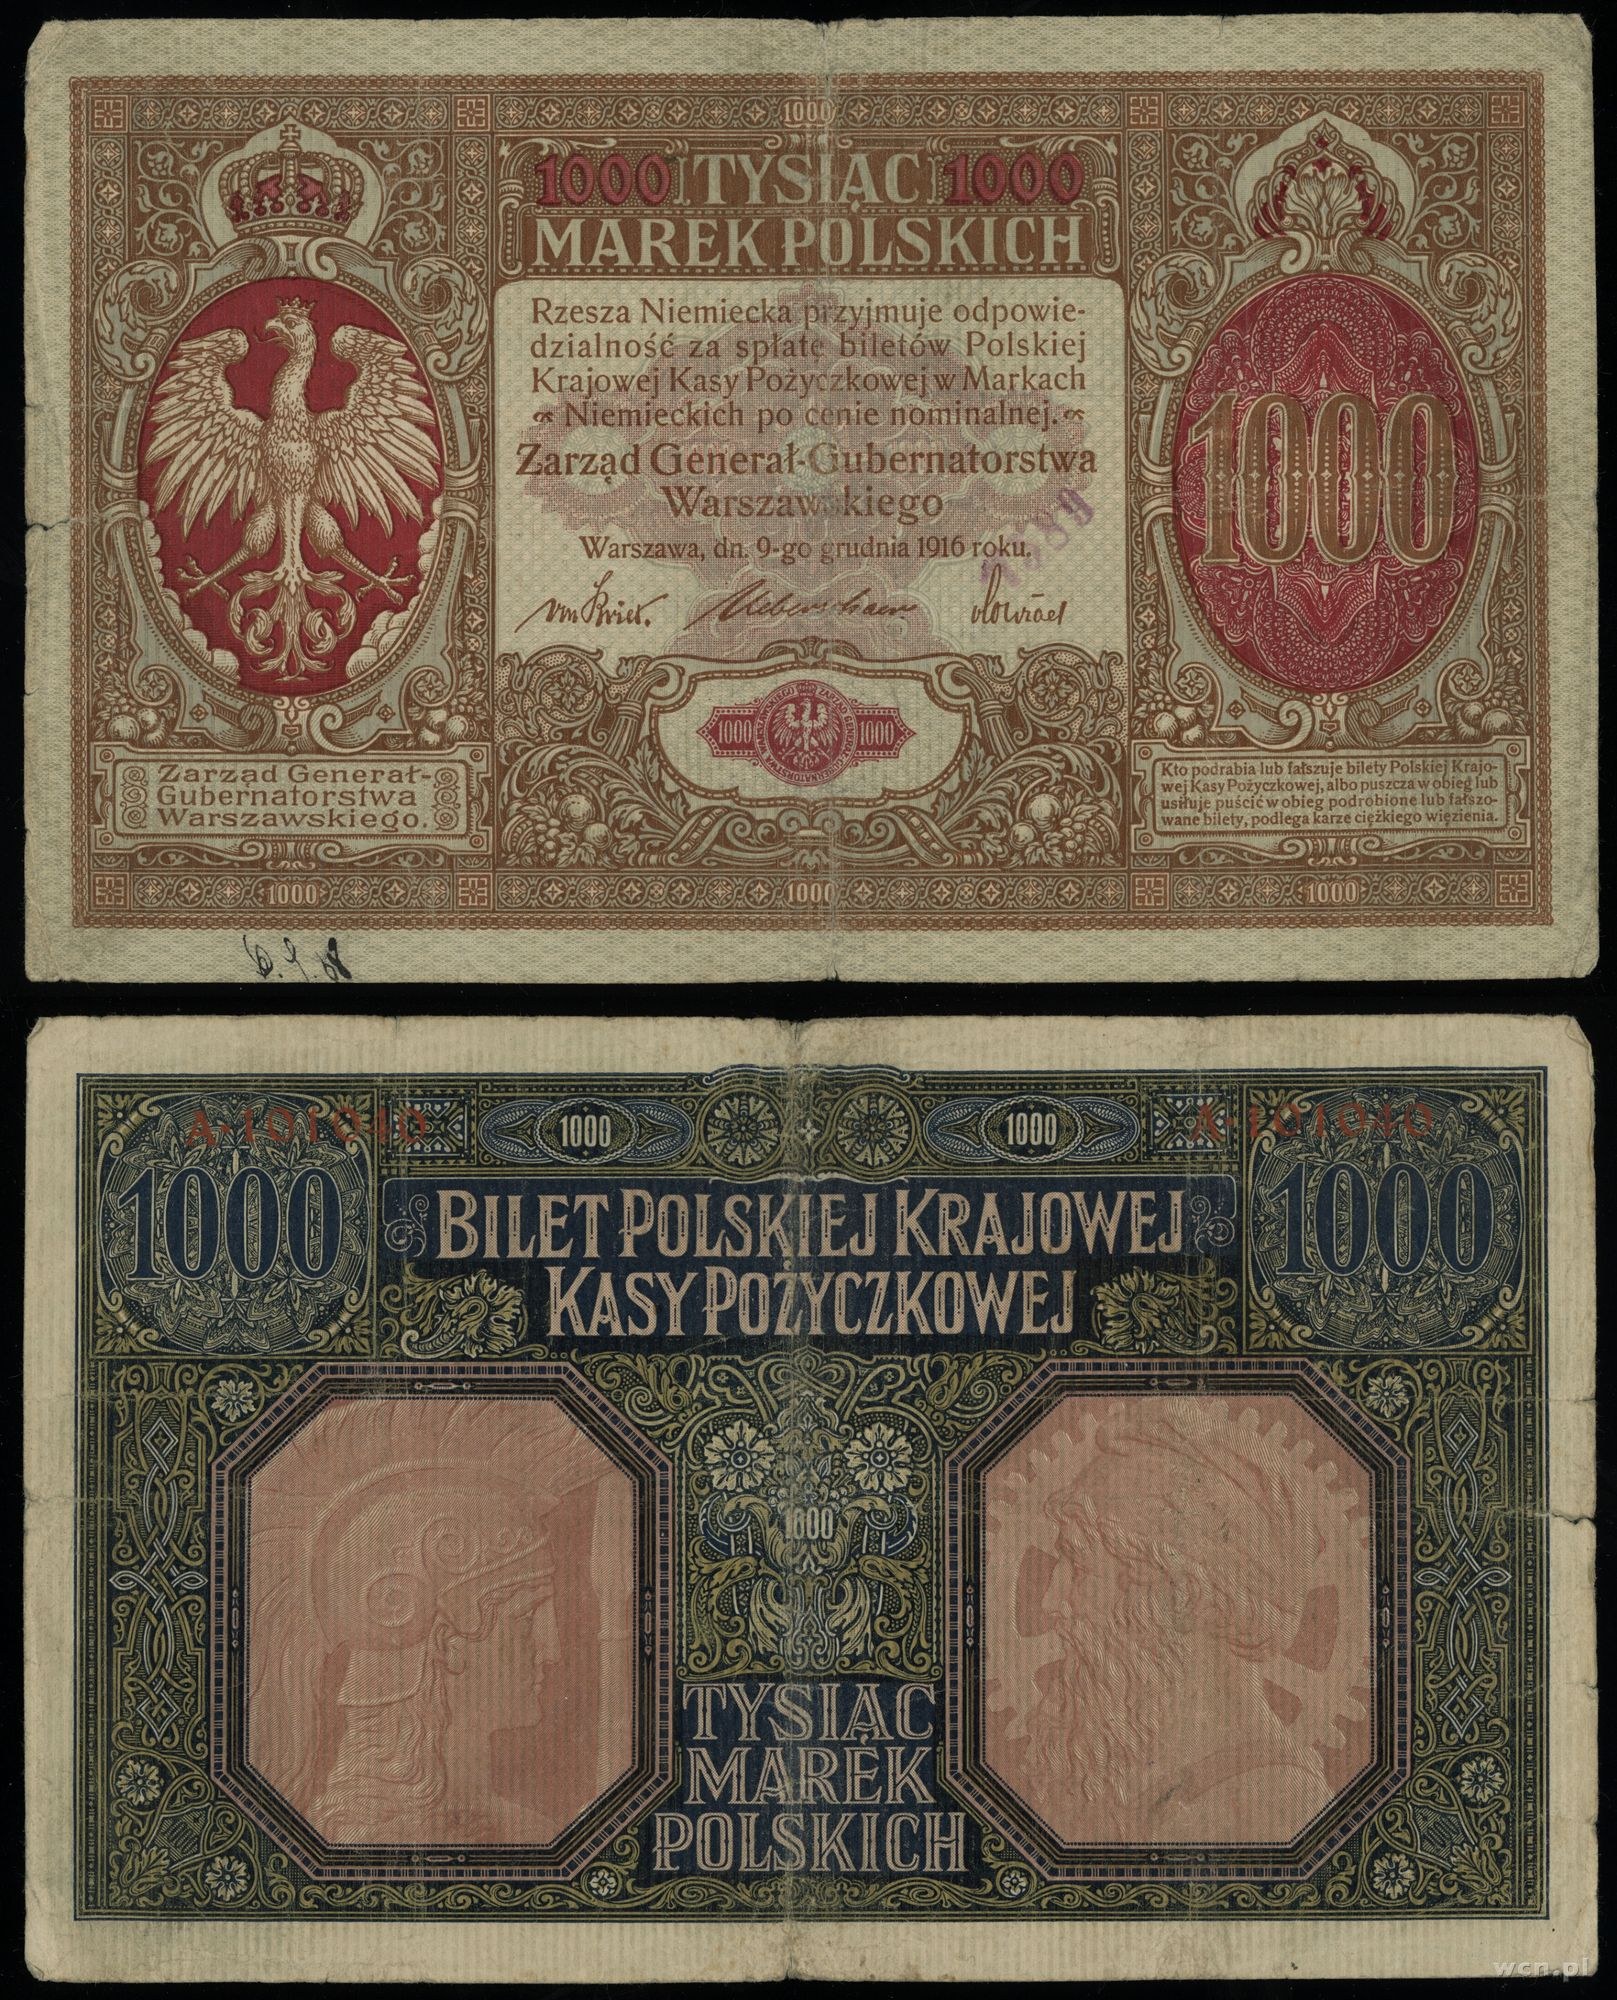 1000
1000 TYSIĄC 1000
MAREK POLSKICH
Rzesza Niemiecka przyjmuje odpowie-
dzialność za spłatę biletów Polskiej
Krajowej Kasy Pożyczkowej w Markach
Niemieckich po cenie nominalnej.
Zarząd Generał-Gubernatorstwa
Warszawskiego
Warszawa, dn. 9-go grudnia 1916 roku.
1000
1000 1000
Zarząd Generał-
Gubernatorstwa
Warszawskiego.
Kto podrabia lub fałszuje bilety Polskiej Krajo-
wej Kasy Pożyczkowej, albo puszcza w obieg lub
usiłuje puścić w obieg podrobione lub fałszo-
wane bilety, podlega karze ciężkiego więzienia.
1000 1000 1000
A·101040 A·101040
1000 1000
1000 1000
BILET POLSKIEJ KRAJOWEJ
KASY POŻYCZKOWEJ
1000
TYSIĄC
MAREK
POLSKICH
wcn.pl